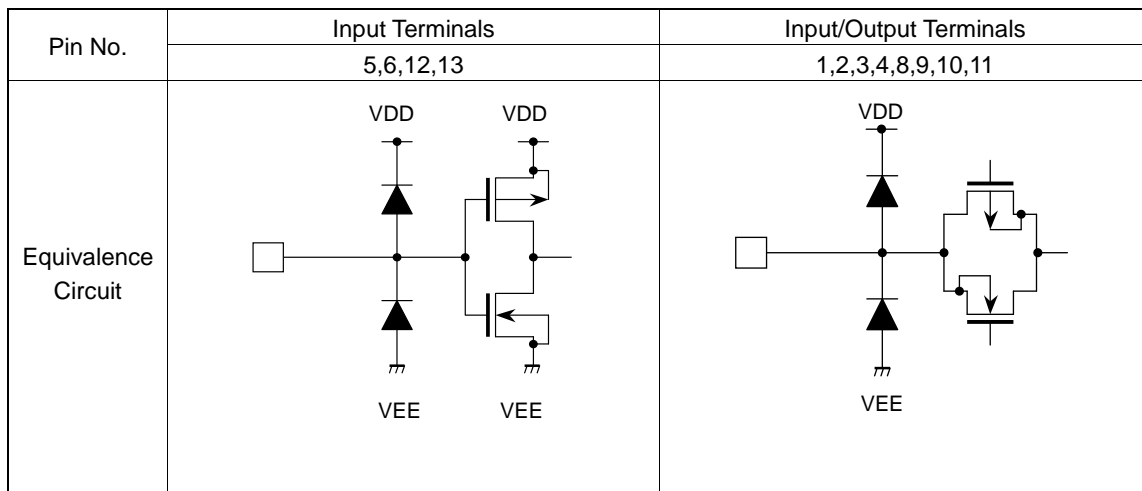 Pin No.
Input Terminals
Input/Output Terminals
5,6,12,13
1,2,3,4,8,9,10,11
Equivalence
Circuit
VDD
VDD
VEE
VEE
VDD
VEE